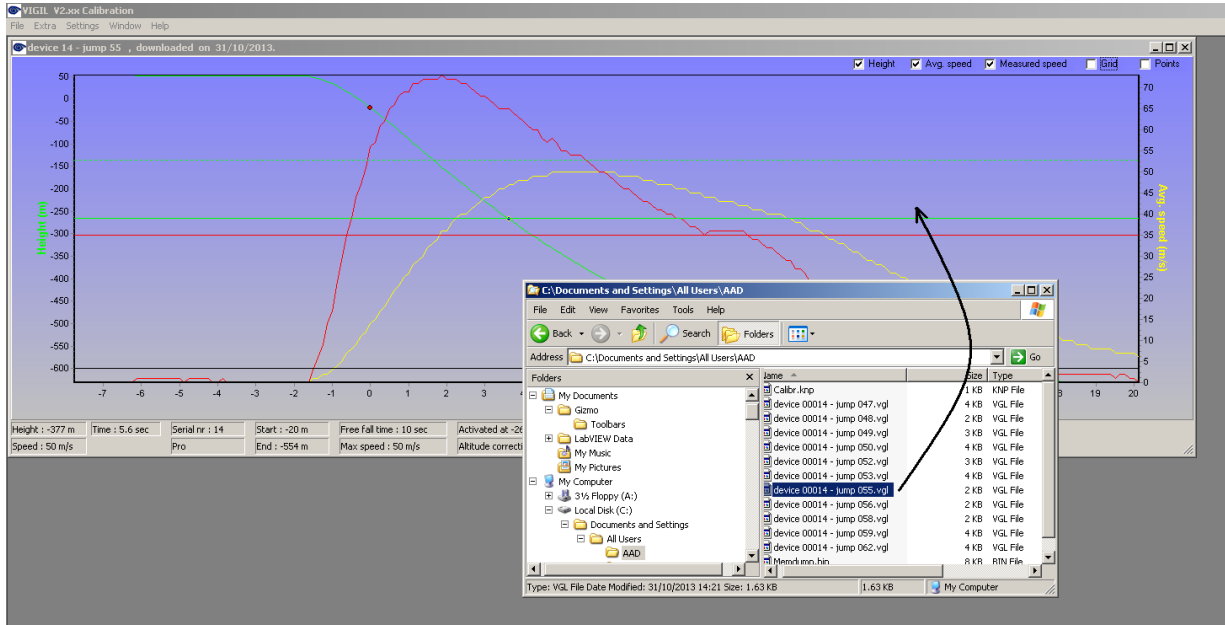 VIGIL V2.xx Calibration
File Extra Settings Window Help
device 14 - jump 55 , downloaded on 31/10/2013.
Height Avg. speed Measured speed Grid Points
50
0
-50
-100
-150
-200
-250
-300
-350
-400
-450
-500
-550
-600
Height (m)
70
65
60
55
50
45
40
35
30
25
20
15
10
5
0
Avg. speed (m/s)
-7 -6 -5 -4 -3 -2 -1 0 1 2 3 19 20
Height : -377 m Time : 5.6 sec Serial nr : 14 Start : -20 m Free fall time : 10 sec
Speed : 50 m/s Pro End : -554 m Max speed : 50 m/s
Activated at -26
Altitude correcti
C:\Documents and Settings\All Users\AAD
File Edit View Favorites Tools Help
Back Search Folders
Address C:\Documents and Settings\All Users\AAD Go
Folders
My Documents
Gizmo
Toolbars
LabVIEW Data
My Music
My Pictures
My Computer
3½ Floppy (A:)
Local Disk (C:)
Documents and Settings
All Users
AAD
Size Type
Calibr.knp 1 KB KNP File
device 00014 - jump 047.vgl 4 KB VGL File
device 00014 - jump 048.vgl 2 KB VGL File
device 00014 - jump 049.vgl 3 KB VGL File
device 00014 - jump 050.vgl 4 KB VGL File
device 00014 - jump 052.vgl 3 KB VGL File
device 00014 - jump 053.vgl 4 KB VGL File
device 00014 - jump 055.vgl 2 KB VGL File
device 00014 - jump 056.vgl 2 KB VGL File
device 00014 - jump 058.vgl 2 KB VGL File
device 00014 - jump 059.vgl 4 KB VGL File
device 00014 - jump 062.vgl 4 KB VGL File
Memdump.bin 8 KB BIN File
Type: VGL File Date Modified: 31/10/2013 14:21 Size: 1.63 KB 1.63 KB My Computer